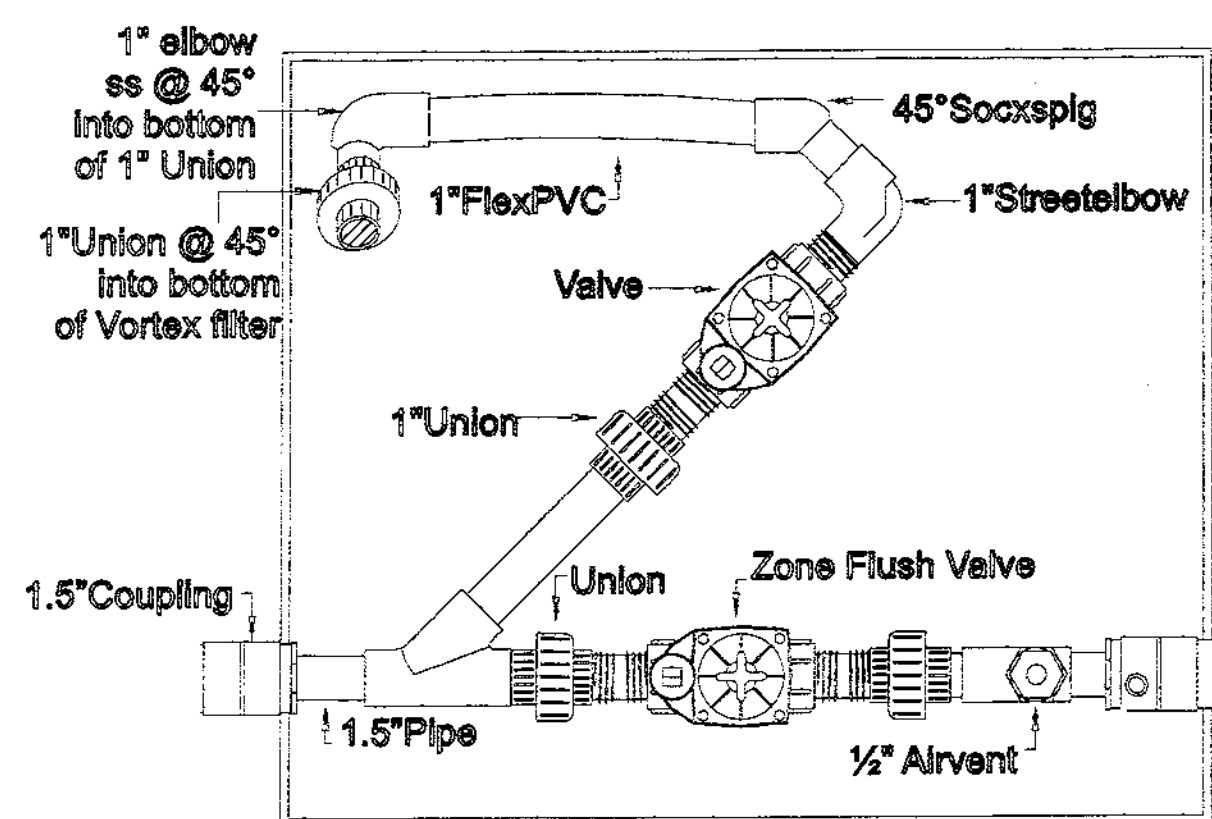 1" elbow
ss @ 45°
into bottom
of 1" Union
45°Socxspig
1"FlexPVC
1"Streetelbow
1"Union @ 45°
into bottom
of Vortex filter
Valve
1"Union
Union
Zone Flush Valve
1.5"Coupling
1.5"Pipe
½" Airvent